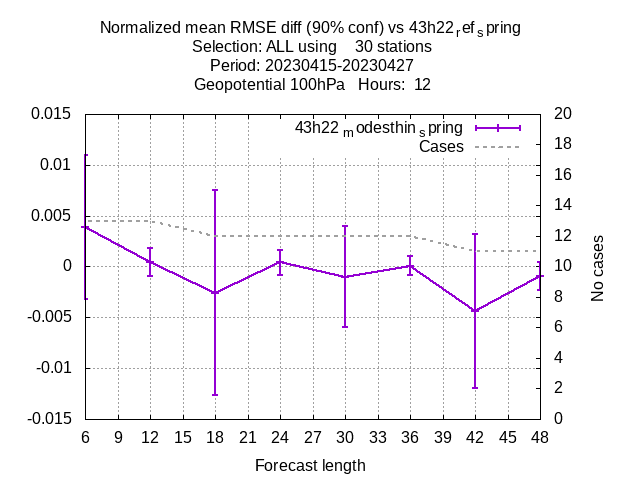 Normalized mean RMSE diff (90% conf) vs 43h22ref spring
Selection: ALL using    30 stations
Period: 20230415-20230427
Geopotential 100hPa   Hours:  12
0.015
0.01
0.005
0
-0.005
-0.01
-0.015
20
18
16
14
12
10
8
6
4
2
0
No cases
43h22modesthinspring
Cases
6 9 12 15 18 21 24 27 30 33 36 39 42 45 48
Forecast length